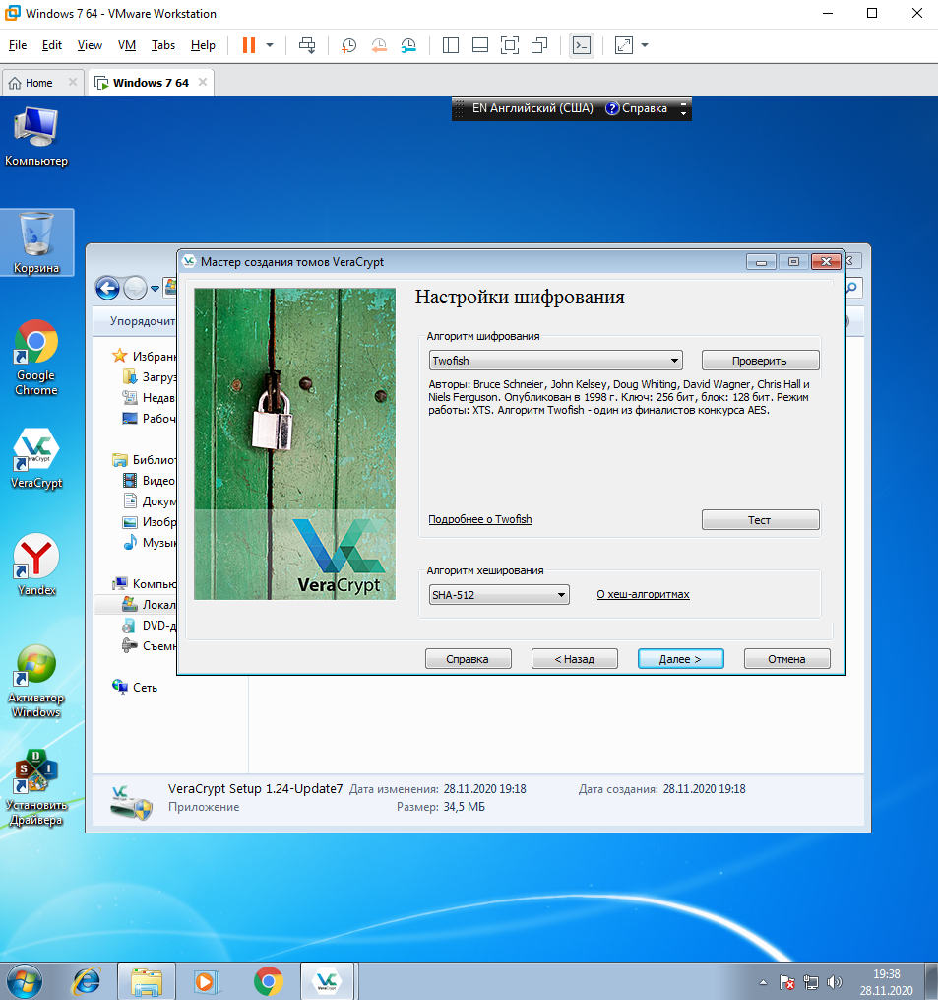 Windows 7 64 - VMware Workstation
File Edit View VM Tabs Help
Home
Windows 7 64
EN Английский (США) Справка
Компьютер
Корзина
Google
Chrome
VeraCrypt
VeraCrypt
Yandex
Активатор
Windows
D
S I
Установить
Драйвера
Упорядочит
Избранн
Загруз
Недав
Рабоч
Библиот
Видео
Докум
Изобр
Музык
Компью
Локал
DVD-д
Съемн
Сеть
Мастер создания томов VeraCrypt
VeraCrypt
Настройки шифрования
Алгоритм шифрования
Twofish
Проверить
Авторы: Bruce Schneier, John Kelsey, Doug Whiting, David Wagner, Chris Hall и
Niels Ferguson. Опубликован в 1998 г. Ключ: 256 бит, блок: 128 бит. Режим
работы: XTS. Алгоритм Twofish - один из финалистов конкурса AES.
Подробнее о Twofish
Тест
Алгоритм хеширования
SHA-512
О хеш-алгоритмах
Справка
< Назад
Далее >
Отмена
VeraCrypt Setup 1.24-Update7 Дата изменения: 28.11.2020 19:18 Дата создания: 28.11.2020 19:18
Приложение Размер: 34,5 МБ
19:38
28.11.2020